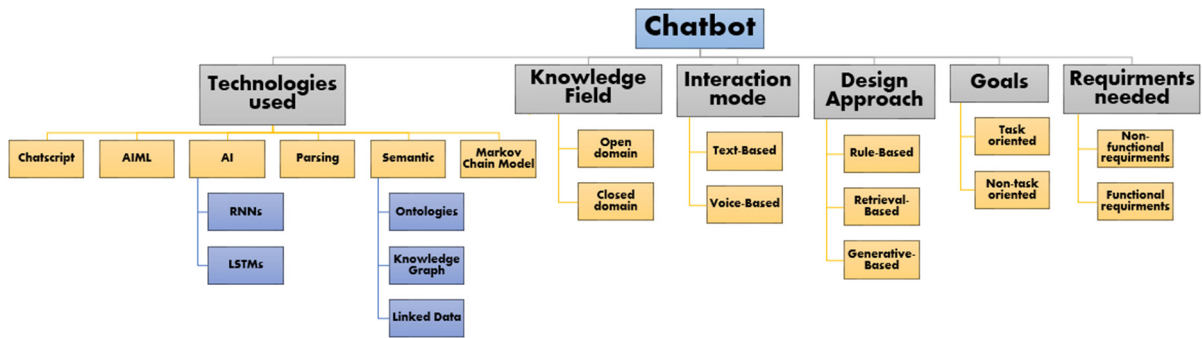 Chatbot
Technologies
used
Knowledge
Field
Interaction
mode
Design
Approach
Goals
Requirments
needed
Chatscript
AIML
AI
Parsing
Semantic
Markov
Chain Model
RNNs
LSTMs
Ontologies
Knowledge
Graph
Linked Data
Open
domain
Closed
domain
Text-Based
Voice-Based
Rule-Based
Retrieval-
Based
Generative-
Based
Task
oriented
Non-task
oriented
Non-
functional
requirments
Functional
requirments